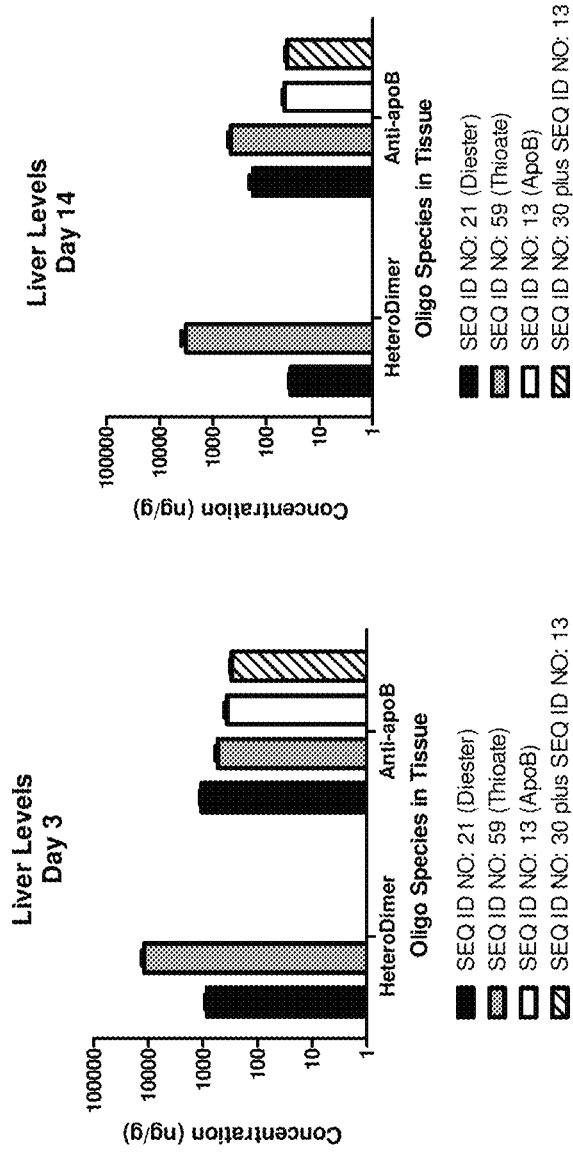 Liver Levels
Day 3
Concentration (ng/g)
100000
10000
1000
100
10
1
HeteroDimer
Anti-apoB
Oligo Species in Tissue
SEQ ID NO: 21 (Diester)
SEQ ID NO: 59 (Thioate)
SEQ ID NO: 13 (ApoB)
SEQ ID NO: 30 plus SEQ ID NO: 13
Liver Levels
Day 14
Concentration (ng/g)
100000
10000
1000
100
10
1
HeteroDimer
Anti-apoB
Oligo Species in Tissue
SEQ ID NO: 21 (Diester)
SEQ ID NO: 59 (Thioate)
SEQ ID NO: 13 (ApoB)
SEQ ID NO: 30 plus SEQ ID NO: 13